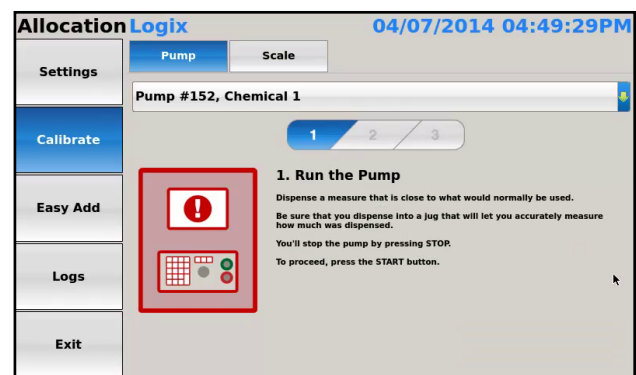 Allocation Logix 04/07/2014 04:49:29PM
Settings
Pump Scale
Pump #152, Chemical 1
Calibrate
1 2 3
1. Run the Pump
Dispense a measure that is close to what would normally be used.
Be sure that you dispense into a jug that will let you accurately measure
how much was dispensed.
You'll stop the pump by pressing STOP.
To proceed, press the START button.
Easy Add
Logs
Exit